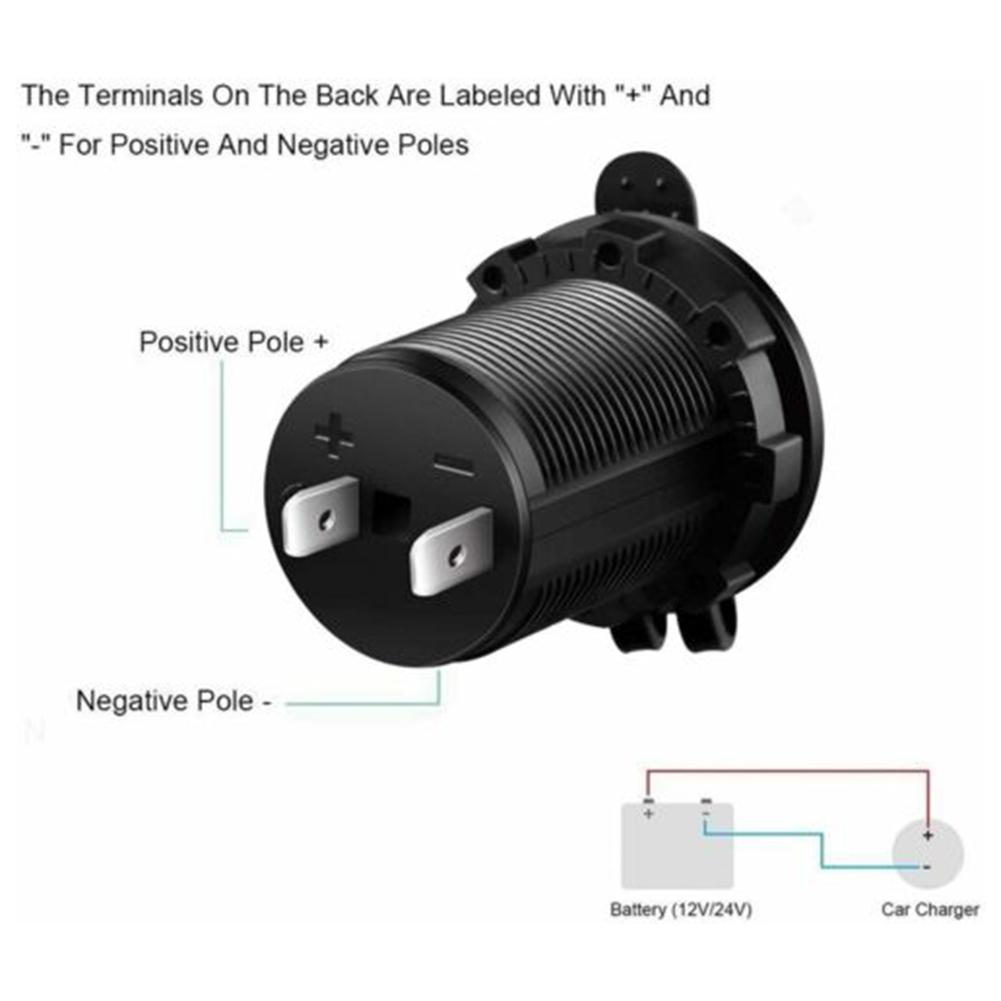 The Terminals On The Back Are Labeled With "+" And
"-" For Positive And Negative Poles
Positive Pole +
+ −
Negative Pole -
+ -
+
-
Battery (12V/24V) Car Charger